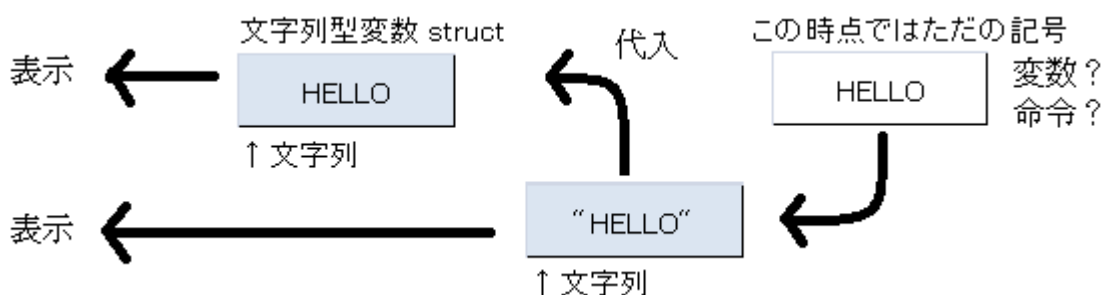 文字列型変数 struct
代入
この時点ではただの記号
表示
HELLO
HELLO
変数？
命令？
↑ 文字列
表示
“HELLO“
↑ 文字列